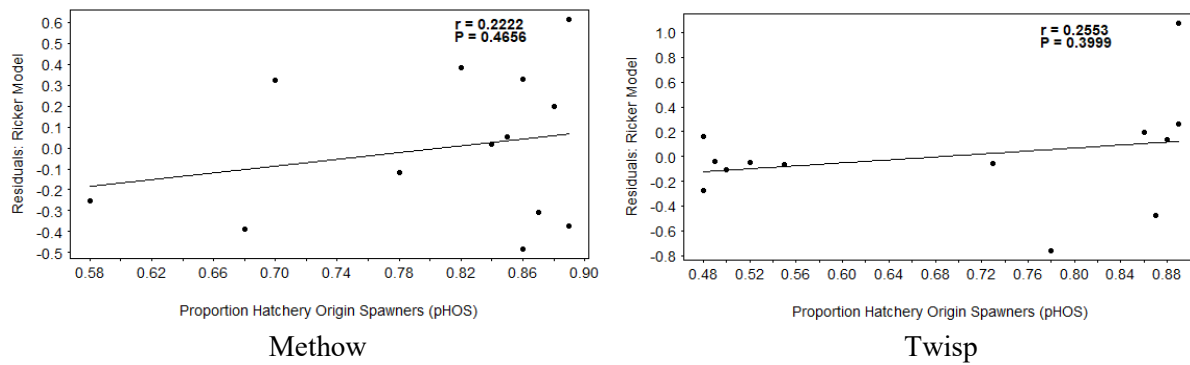 r = 0.2222
P = 0.4656
Residuals: Ricker Model
0.6
0.5
0.4
0.3
0.2
0.1
0.0
-0.1
-0.2
-0.3
-0.4
-0.5
0.58 0.62 0.66 0.70 0.74 0.78 0.82 0.86 0.90
Proportion Hatchery Origin Spawners (pHOS)
Methow
r = 0.2553
P = 0.3999
Residuals: Ricker Model
1.0
0.8
0.6
0.4
0.2
0.0
-0.2
-0.4
-0.6
-0.8
0.48 0.52 0.56 0.60 0.64 0.68 0.72 0.76 0.80 0.84 0.88
Proportion Hatchery Origin Spawners (pHOS)
Twisp